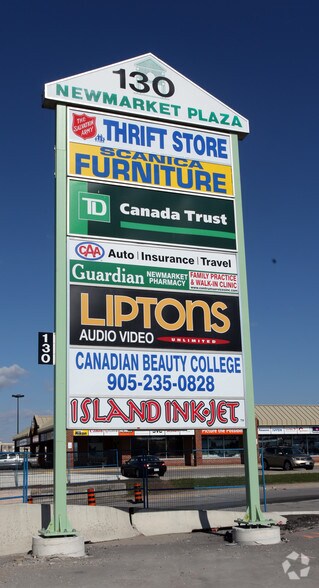 130
NEWMARKET PLAZA
THE SALVATION ARMY
THRIFT STORE
SCANICA
FURNITURE
TD Canada Trust
CAA Auto | Insurance | Travel
Guardian NEWMARKET PHARMACY
FAMILY PRACTICE & WALK-IN CLINIC
LIPTONS
AUDIO VIDEO UNLIMITED
130
CANADIAN BEAUTY COLLEGE
905-235-0828
ISLAND INK•JET